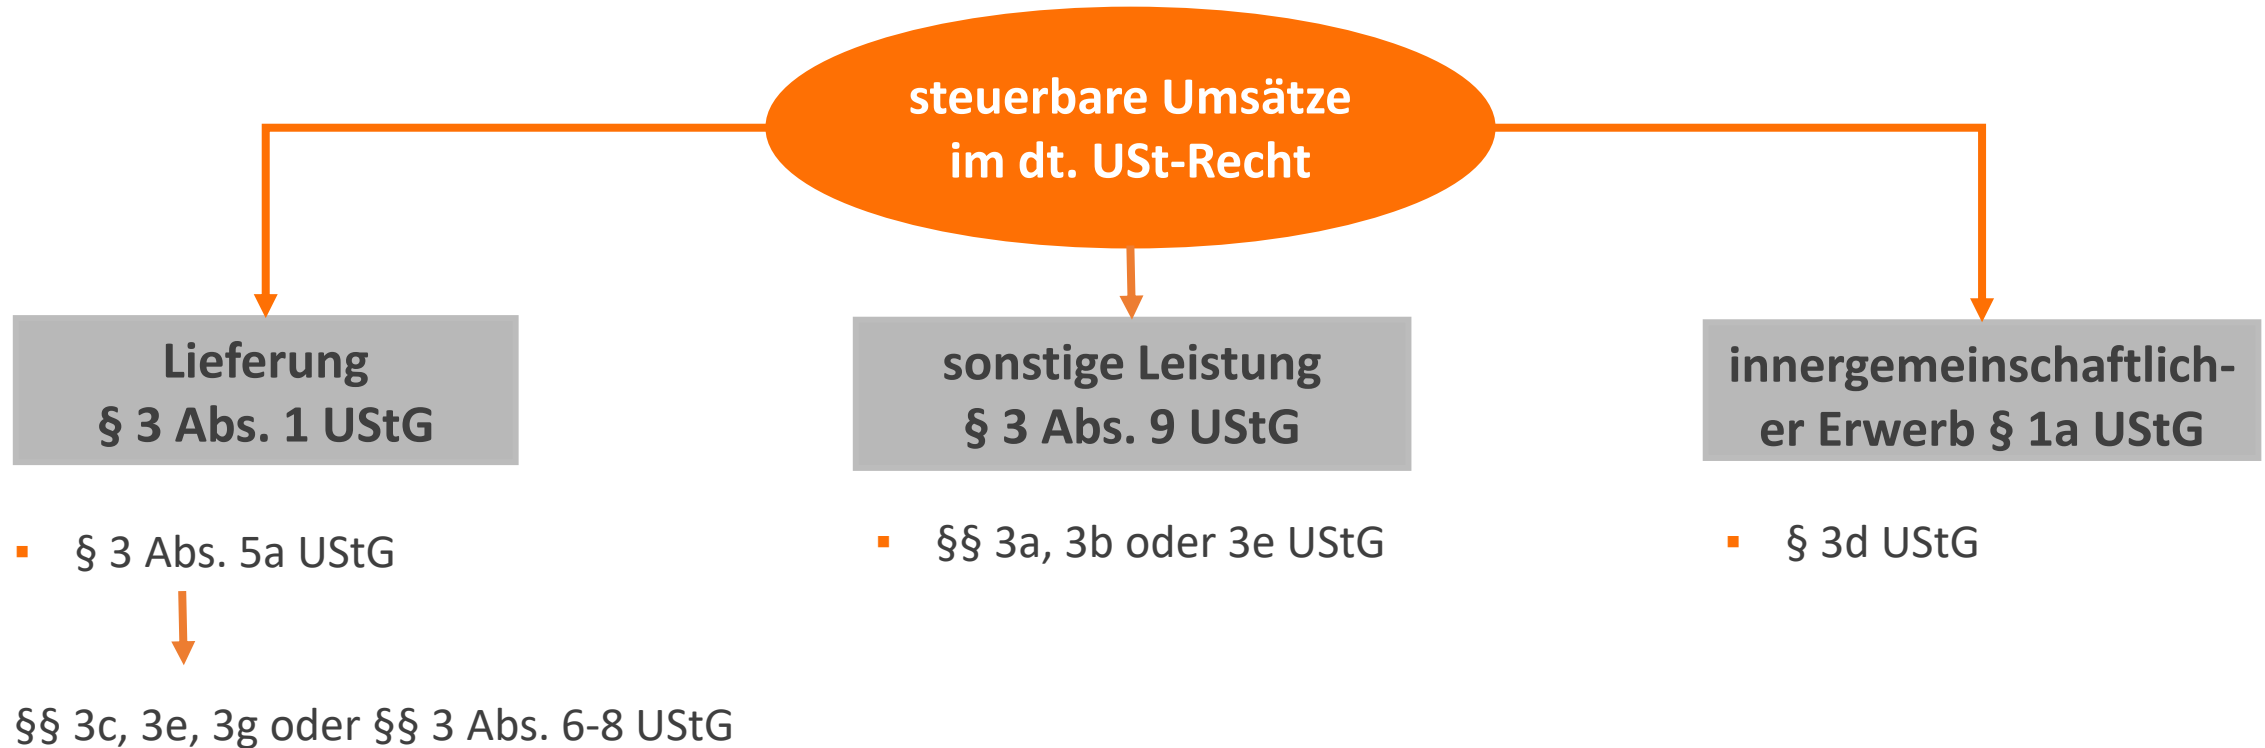 steuerbare Umsätze
im dt. USt-Recht
Lieferung
§ 3 Abs. 1 UStG
sonstige Leistung
§ 3 Abs. 9 UStG
innergemeinschaftlich-
er Erwerb § 1a UStG
▪ § 3 Abs. 5a UStG
▪ §§ 3a, 3b oder 3e UStG
▪ § 3d UStG
§§ 3c, 3e, 3g oder §§ 3 Abs. 6-8 UStG